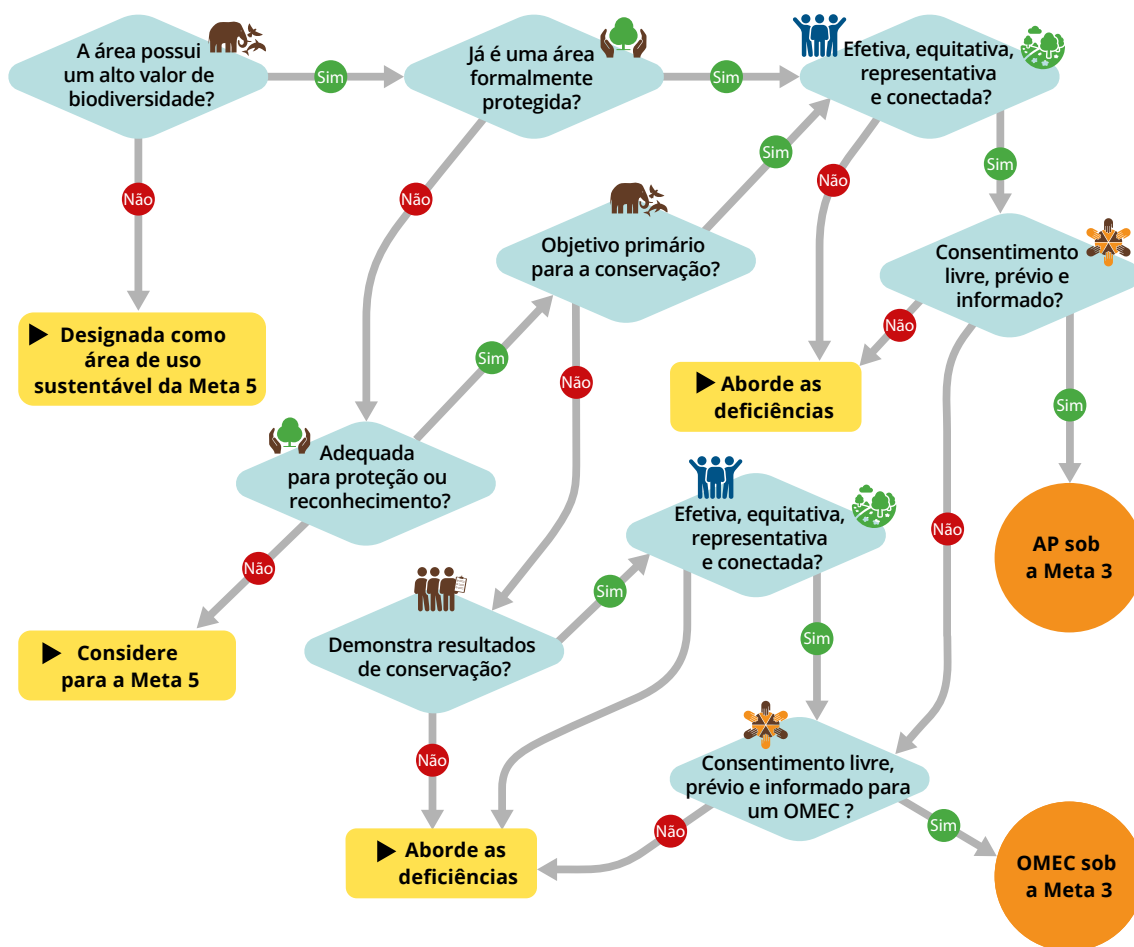 A área possui
um alto valor de
biodiversidade?
Sim
Já é uma área
formalmente
protegida?
Sim
Efetiva, equitativa,
representativa
e conectada?
Não
Não
Sim
Não
Sim
Objetivo primário
para a conservação?
Consentimento
livre, prévio e
informado?
▶ Designada como
área de uso
sustentável da Meta 5
Sim
Não
Não
▶ Aborde as
deficiências
Sim
Adequada
para proteção ou
reconhecimento?
Efetiva, equitativa,
representativa
e conectada?
Não
AP sob
a Meta 3
Não
Sim
Sim
▶ Considere
para a Meta 5
Demonstra resultados
de conservação?
Não
Consentimento livre,
prévio e informado para
um OMEC ?
Não
Sim
▶ Aborde as
deficiências
OMEC sob
a Meta 3